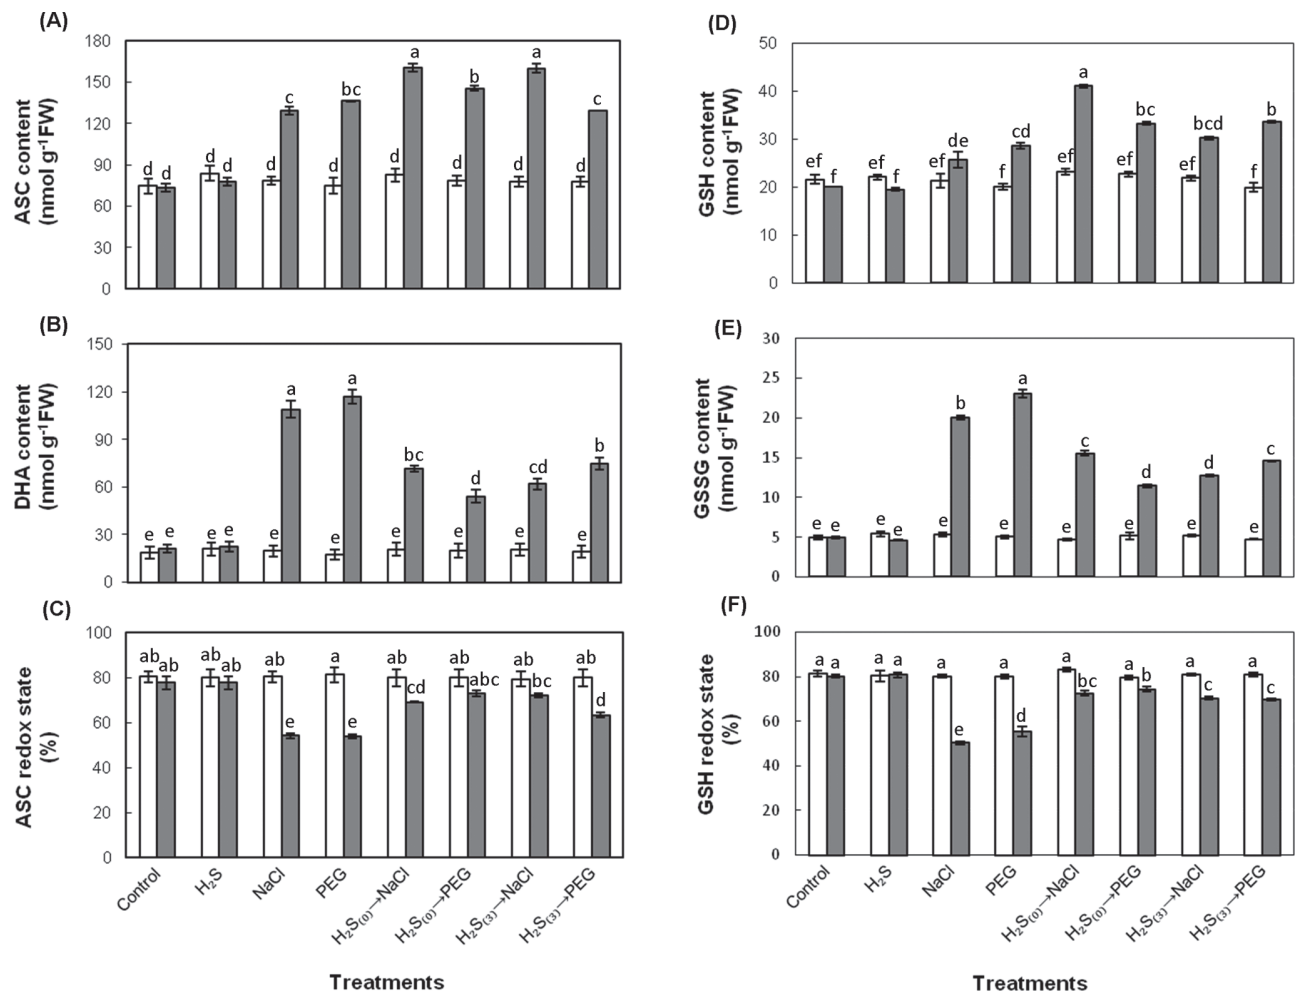 (A)
ASC content
(nmol g⁻¹FW)
180
150
120
90
60
30
0
d d d d d c d bc d a d b d a d c
(B)
DHA content
(nmol g⁻¹FW)
150
120
90
60
30
0
e e e e e a e a e bc e d e cd e b
(C)
ASC redox state
(%)
100
80
60
40
20
0
ab ab ab ab ab e a e ab cd ab abc ab bc ab d
Control
H₂S
NaCl
PEG
H₂S₍₀₎→NaCl
H₂S₍₀₎→PEG
H₂S₍₃₎→NaCl
H₂S₍₃₎→PEG
Treatments
(D)
GSH content
(nmol g⁻¹FW)
50
40
30
20
10
0
ef f ef f ef de f cd ef a ef bc ef bcd f b
(E)
GSSG content
(nmol g⁻¹FW)
30
25
20
15
10
5
0
e e e e e b e a e c e d e d e c
(F)
GSH redox state
(%)
100
80
60
40
20
0
a a a a a e a d a bc a b a c a c
Control
H₂S
NaCl
PEG
H₂S₍₀₎→NaCl
H₂S₍₀₎→PEG
H₂S₍₃₎→NaCl
H₂S₍₃₎→PEG
Treatments